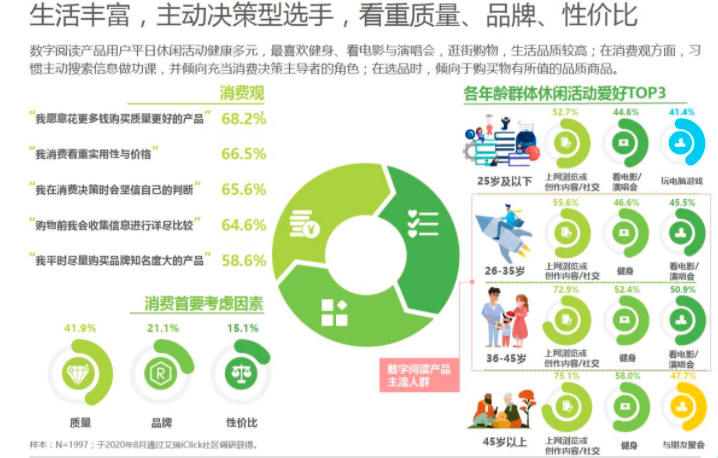 生活丰富，主动决策型选手，看重质量、品牌、性价比
数字阅读产品用户平日休闲活动健康多元，最喜欢健身、看电影与演唱会，逛街购物，生活品质较高；在消费观方面，习
惯主动搜索信息做功课，并倾向充当消费决策主导者的角色；在选品时，倾向于购买物有所值的品质商品。
消费观
“我愿意花更多钱购买质量更好的产品” 68.2%
“我消费看重实用性与价格” 66.5%
“我在消费决策时会坚信自己的判断” 65.6%
“购物前我会收集信息进行详尽比较” 64.6%
“我平时尽量购买品牌知名度大的产品” 58.6%
消费首要考虑因素
41.9% 21.1% 15.1%
R
质量 品牌 性价比
¥
数字阅读产品
主流人群
各年龄群体休闲活动爱好TOP3
52.7% 44.6% 41.4%
25岁及以下
上网浏览或
创作内容/社交
看电影/
演唱会
玩电脑游戏
55.6% 46.6% 45.5%
26-35岁
上网浏览或
创作内容/社交
健身
看电影/
演唱会
72.9% 52.4% 50.9%
36-45岁
上网浏览或
创作内容/社交
健身
看电影/
演唱会
75.1% 58.0% 47.7%
45岁以上
上网浏览或
创作内容/社交
健身
与朋友聚会
样本：N=1997；于2020年8月通过艾瑞iClick社区调研获得。